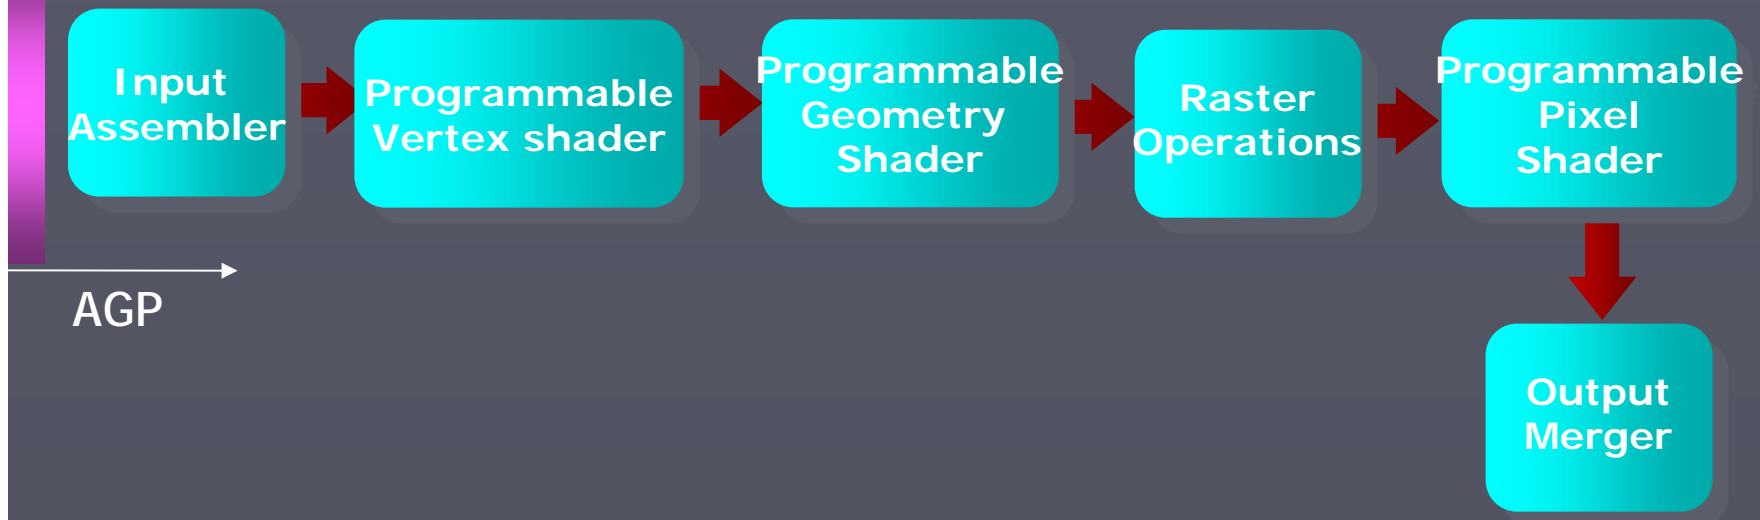 Input
Assembler
Programmable
Vertex shader
Programmable
Geometry
Shader
Raster
Operations
Programmable
Pixel
Shader
AGP
Output
Merger